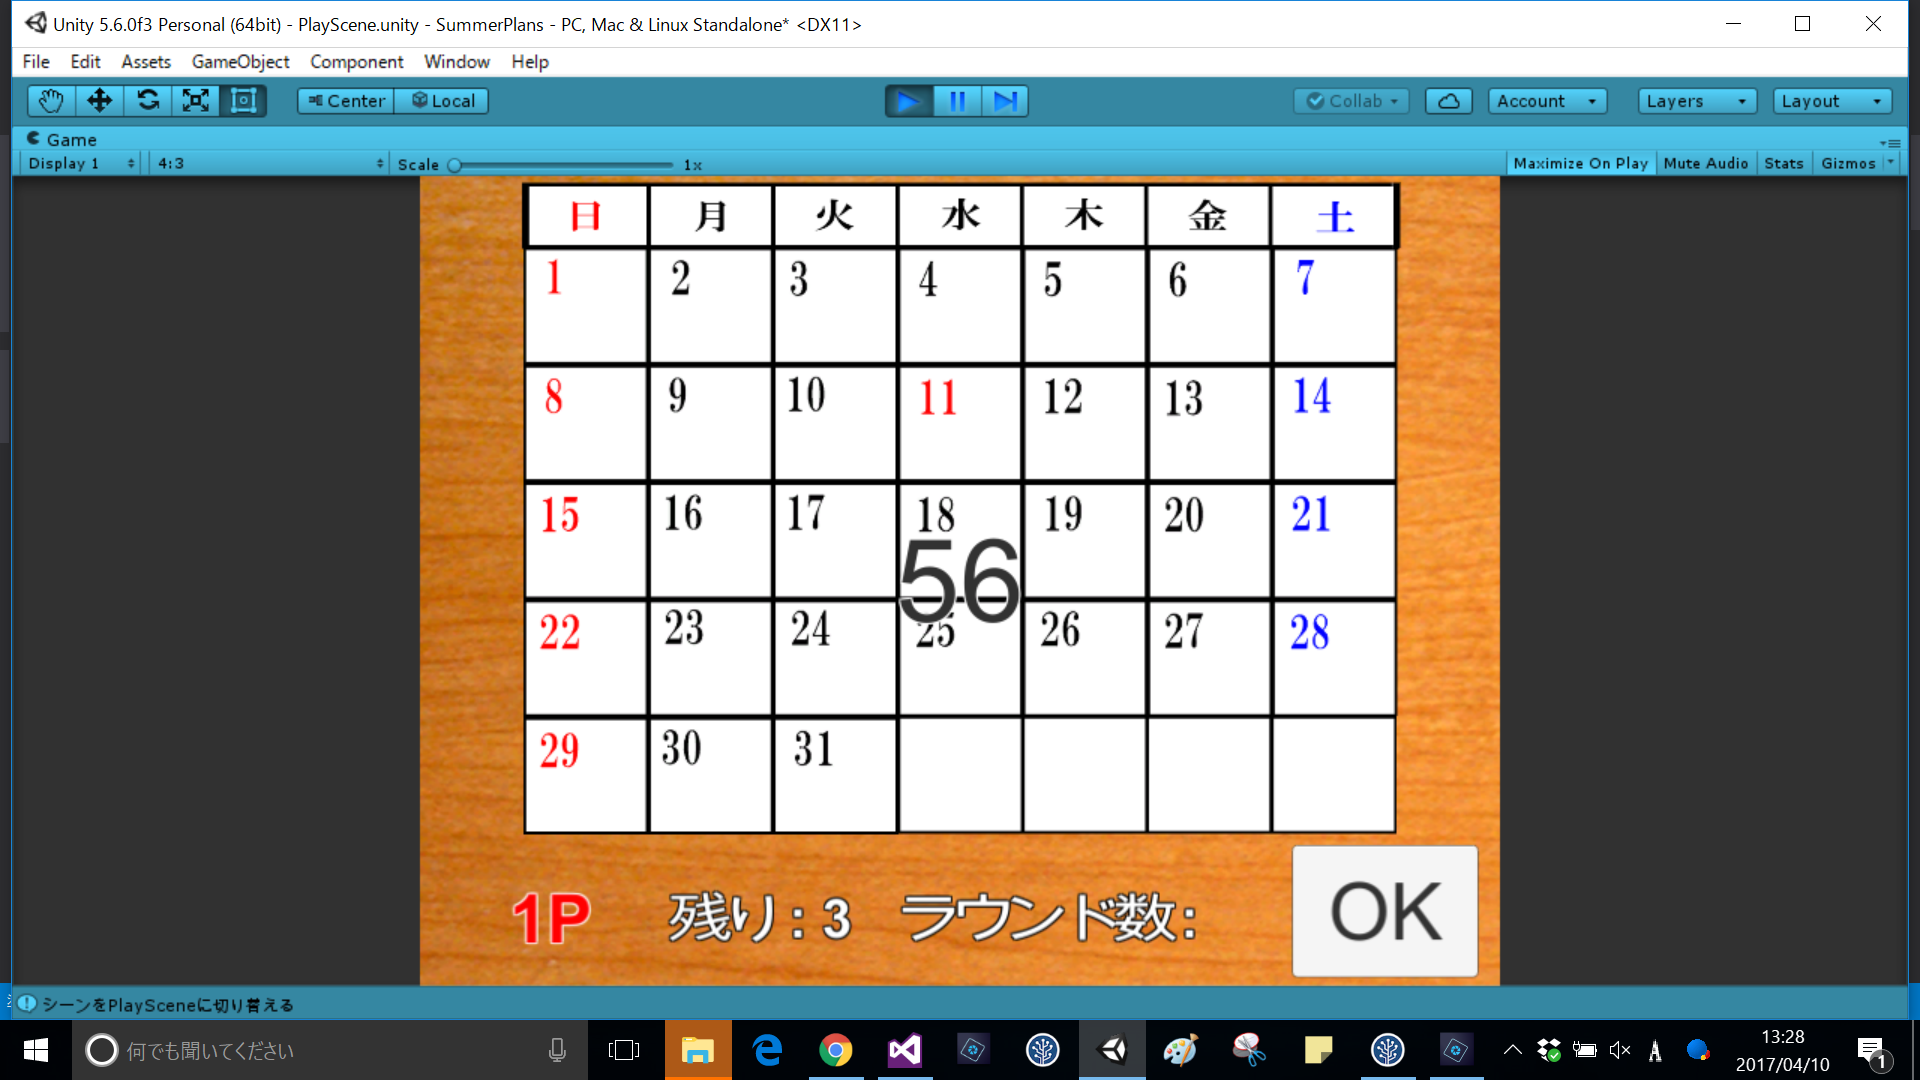 Unity 5.6.0f3 Personal (64bit) - PlayScene.unity - SummerPlans - PC, Mac & Linux Standalone* <DX11>
File Edit Assets GameObject Component Window Help
Center Local Collab Account Layers Layout
Game
Display 1 4:3 Scale 1x Maximize On Play Mute Audio Stats Gizmos
日 月 火 水 木 金 土
1 2 3 4 5 6 7
8 9 10 11 12 13 14
15 16 17 18 19 20 21
56
22 23 24 25 26 27 28
29 30 31
1P 残り: 3 ラウンド数: OK
シーンをPlaySceneに切り替える
何でも聞いてください
A
13:28
2017/04/10
1